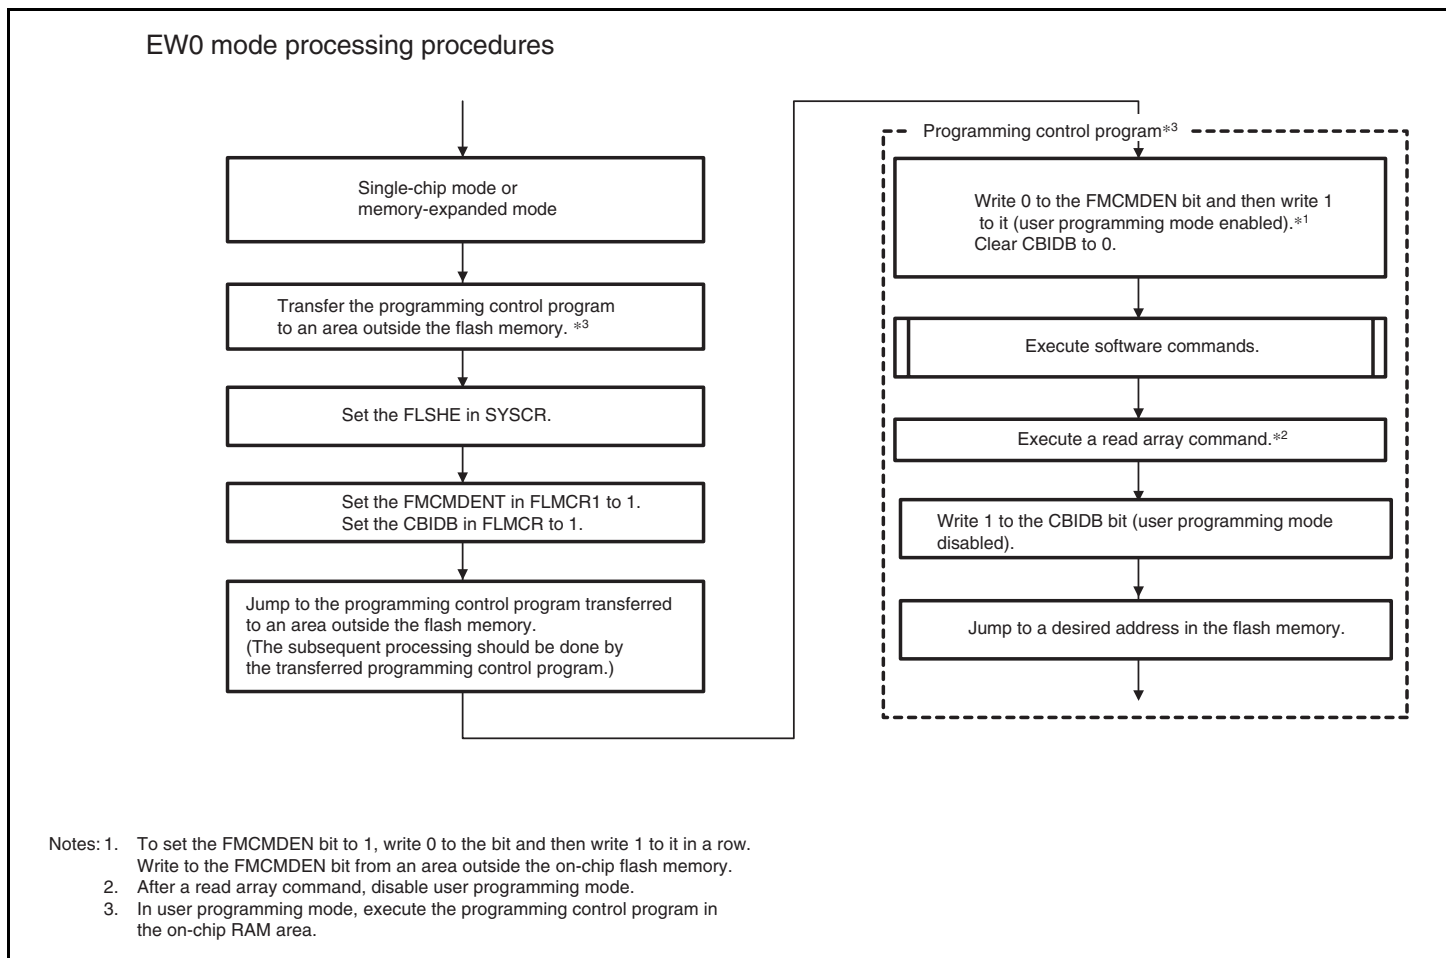 EW0 mode processing procedures
Single-chip mode or
memory-expanded mode
Transfer the programming control program
to an area outside the flash memory. *3
Set the FLSHE in SYSCR.
Set the FMCMDENT in FLMCR1 to 1.
Set the CBIDB in FLMCR to 1.
Jump to the programming control program transferred
to an area outside the flash memory.
(The subsequent processing should be done by
the transferred programming control program.)
Programming control program*3
Write 0 to the FMCMDEN bit and then write 1
to it (user programming mode enabled).*1
Clear CBIDB to 0.
Execute software commands.
Execute a read array command.*2
Write 1 to the CBIDB bit (user programming mode
disabled).
Jump to a desired address in the flash memory.
Notes: 1. To set the FMCMDEN bit to 1, write 0 to the bit and then write 1 to it in a row.
Write to the FMCMDEN bit from an area outside the on-chip flash memory.
2. After a read array command, disable user programming mode.
3. In user programming mode, execute the programming control program in
the on-chip RAM area.